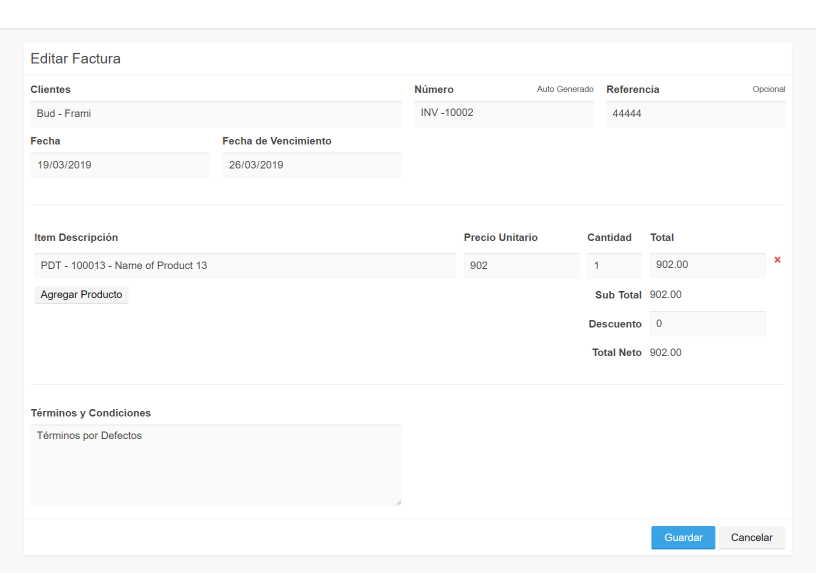 Editar Factura
Clientes Número Auto Generado Referencia Opcional
Bud - Frami INV -10002 44444
Fecha Fecha de Vencimiento
19/03/2019 26/03/2019
Item Descripción Precio Unitario Cantidad Total
PDT - 100013 - Name of Product 13 902 1 902.00
Agregar Producto Sub Total 902.00
Descuento 0
Total Neto 902.00
Términos y Condiciones
Términos por Defectos
Guardar Cancelar